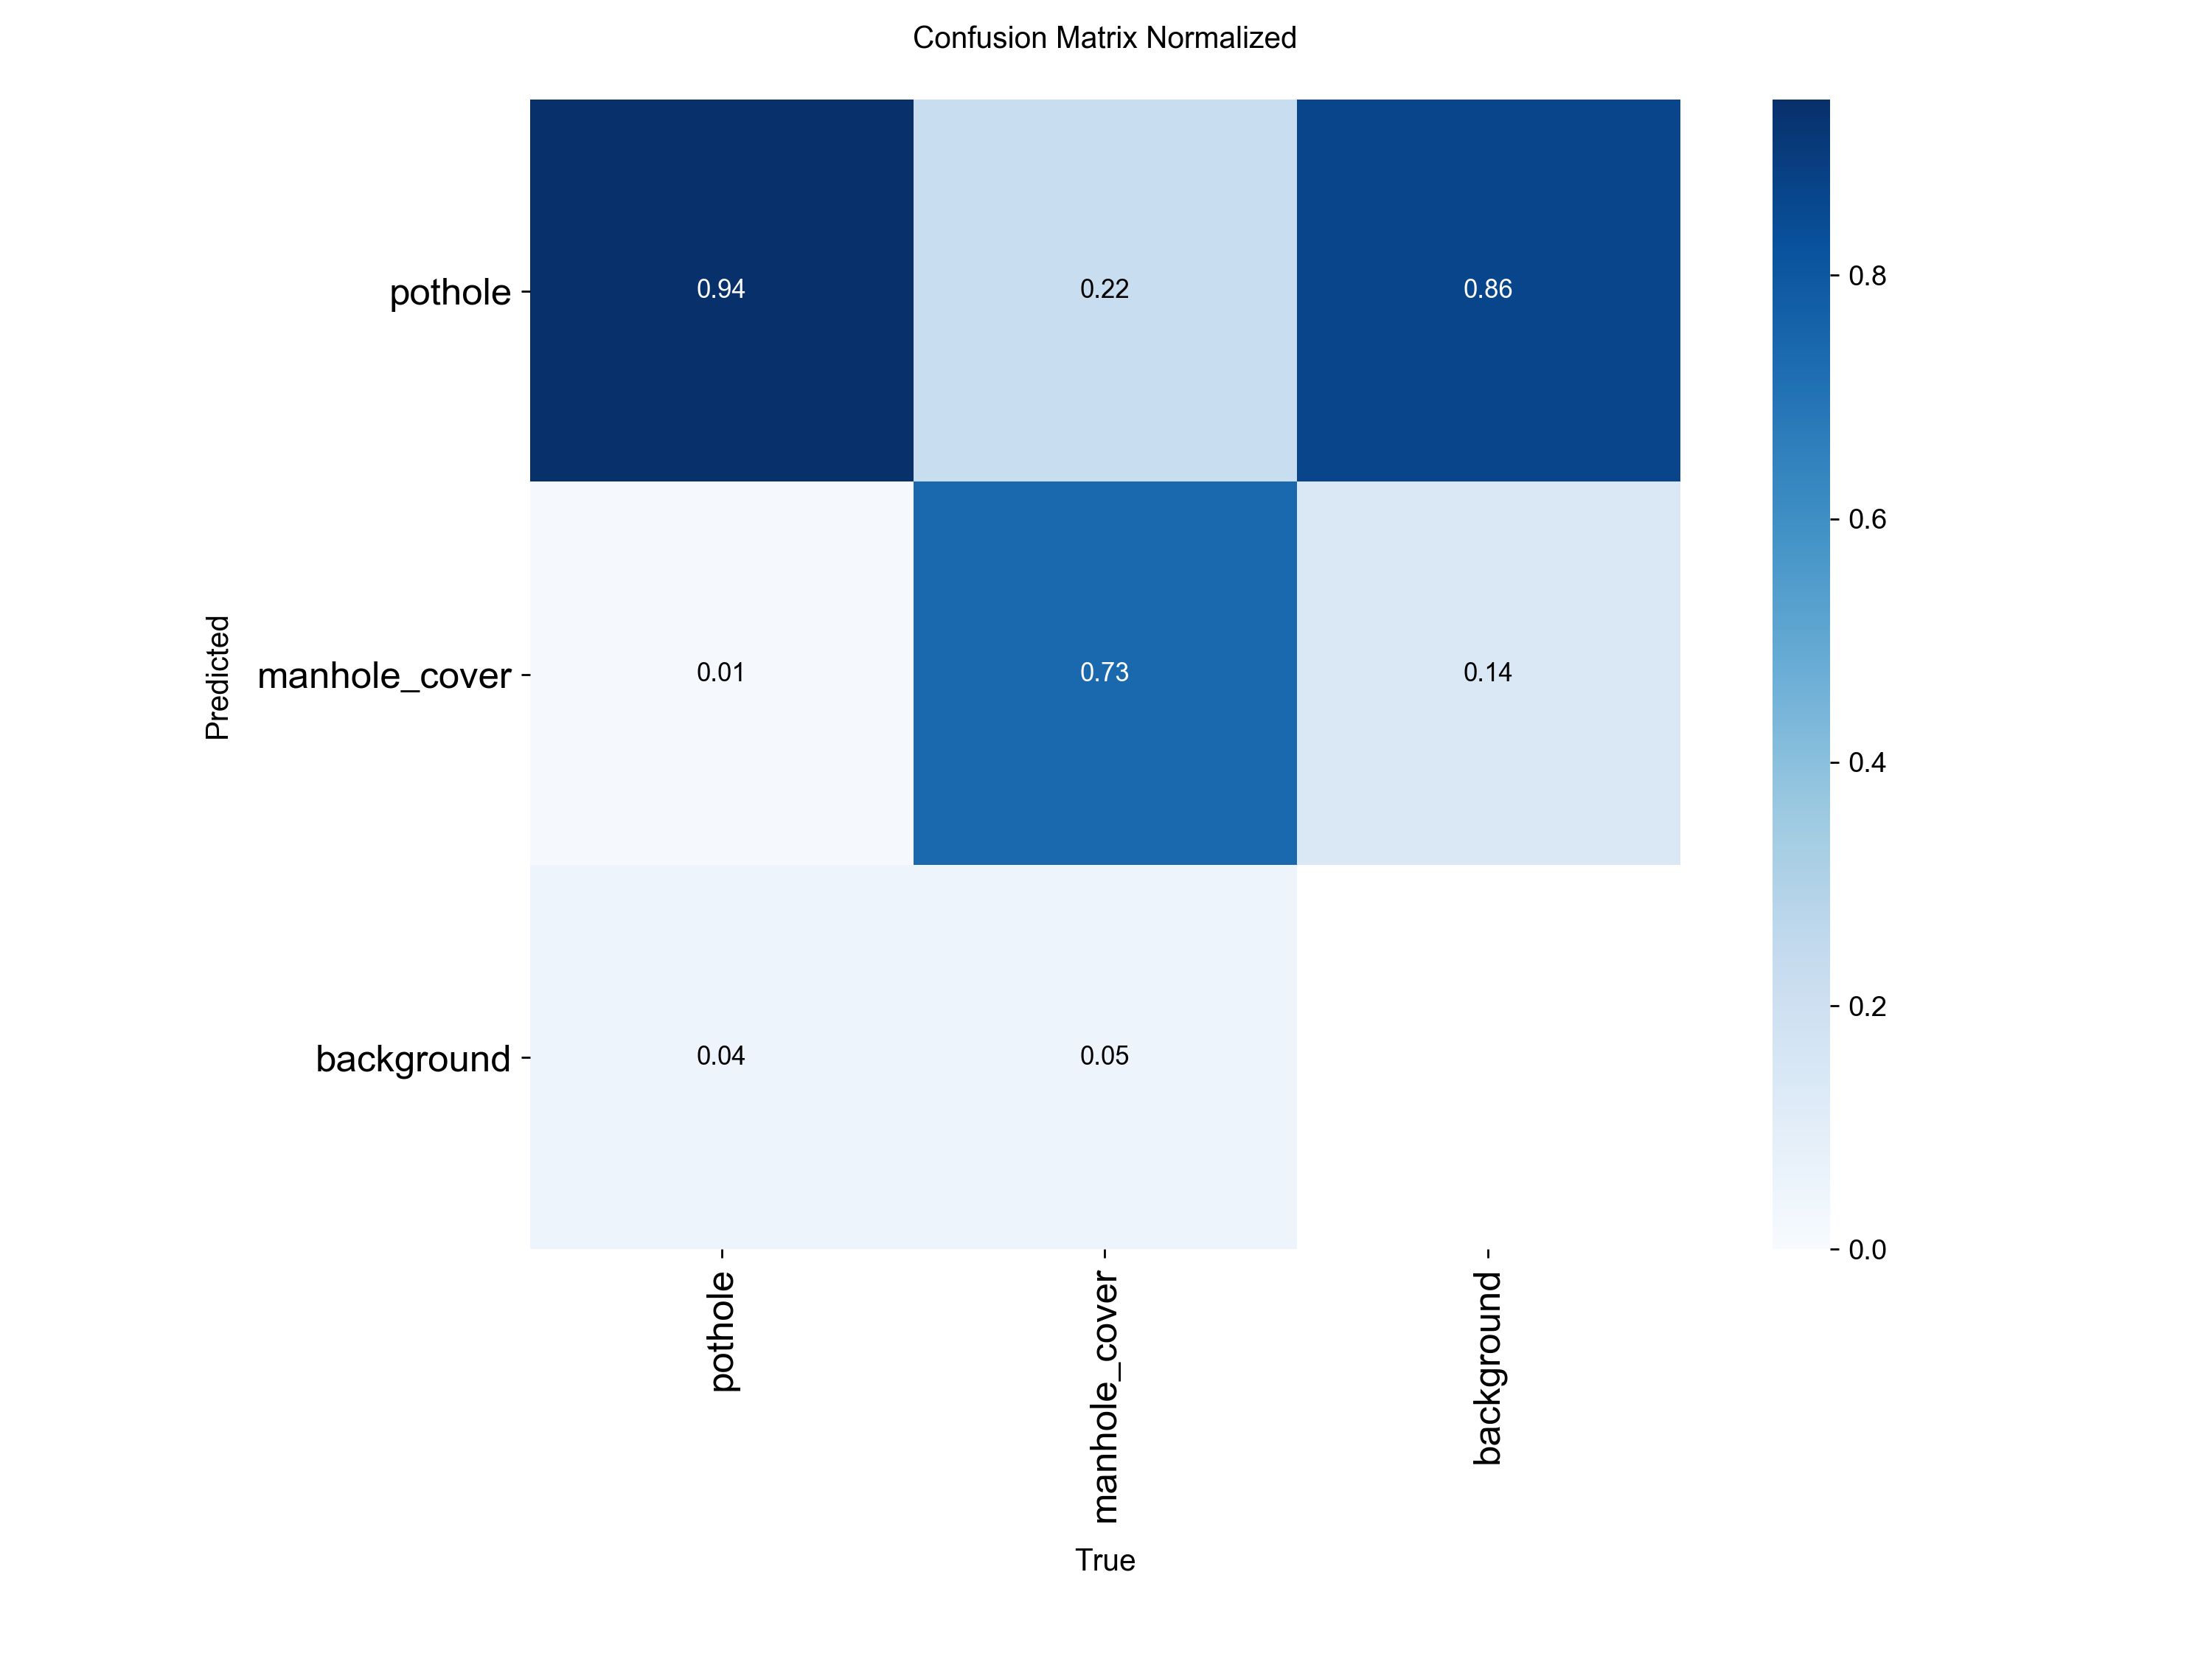 Confusion Matrix Normalized
pothole
0.94
0.22
0.86
manhole_cover
0.01
0.73
0.14
background
0.04
0.05
Predicted
pothole
manhole_cover
background
True
0.8
0.6
0.4
0.2
0.0